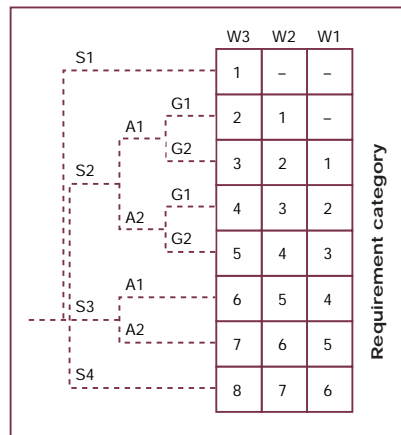 W3 W2 W1
S1
1 – –
G1
2 1 –
A1
G2
3 2 1
S2
G1
4 3 2
A2
G2
5 4 3
A1
6 5 4
S3
A2
7 6 5
S4
8 7 6
Requirement category